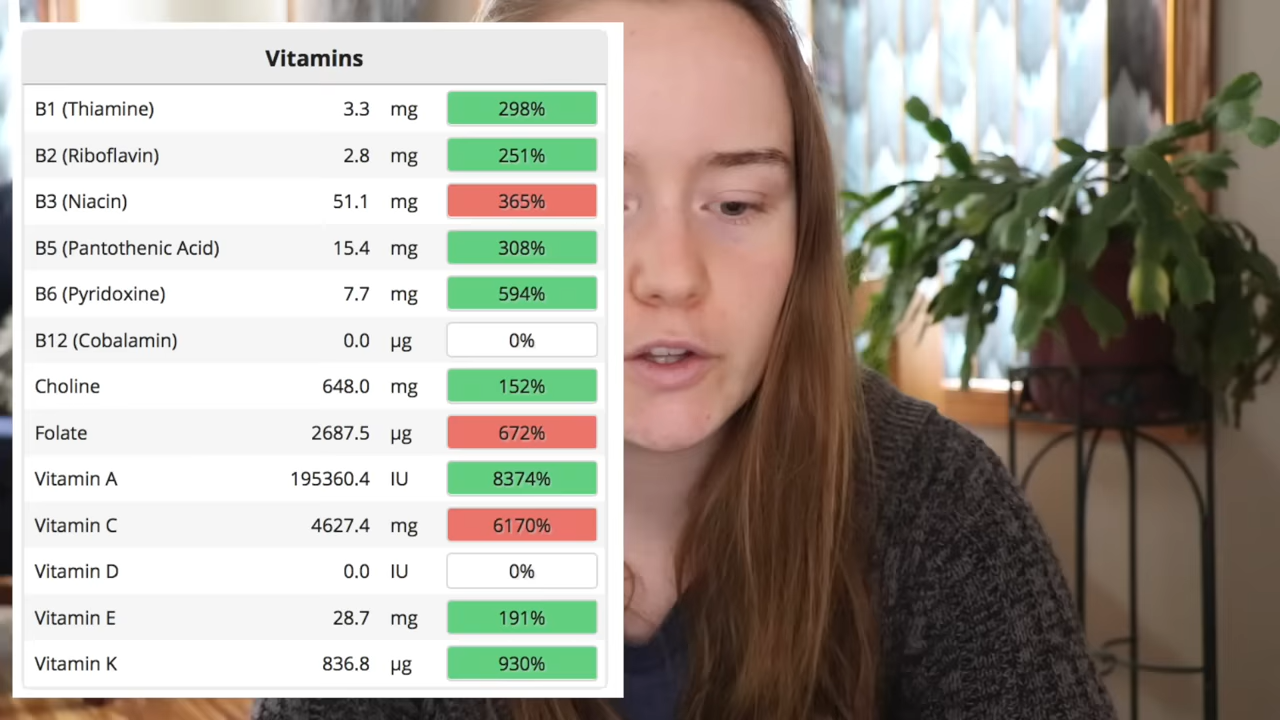 Vitamins
B1 (Thiamine) 3.3 mg 298%
B2 (Riboflavin) 2.8 mg 251%
B3 (Niacin) 51.1 mg 365%
B5 (Pantothenic Acid) 15.4 mg 308%
B6 (Pyridoxine) 7.7 mg 594%
B12 (Cobalamin) 0.0 µg 0%
Choline 648.0 mg 152%
Folate 2687.5 µg 672%
Vitamin A 195360.4 IU 8374%
Vitamin C 4627.4 mg 6170%
Vitamin D 0.0 IU 0%
Vitamin E 28.7 mg 191%
Vitamin K 836.8 µg 930%